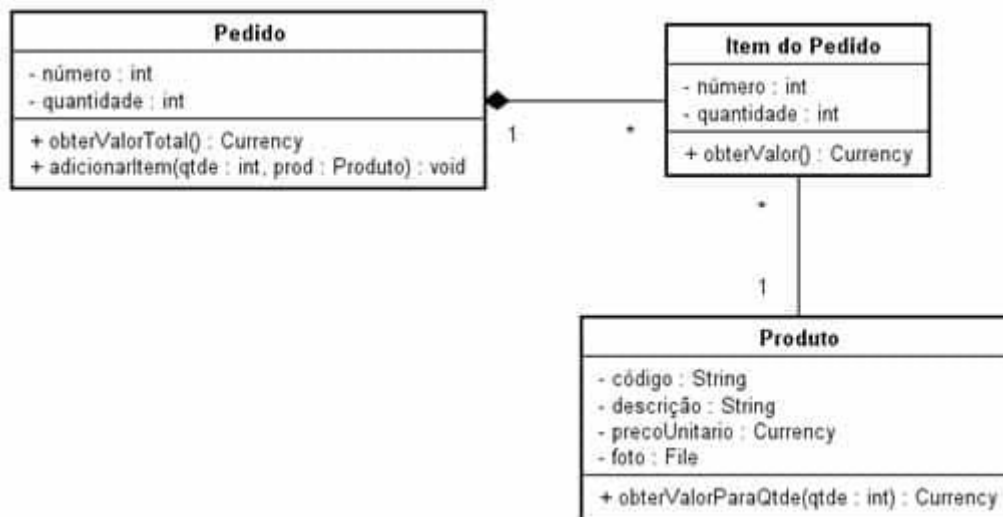 Pedido
- número : int
- quantidade : int
+ obterValorTotal() : Currency
+ adicionarItem(qtde : int, prod : Produto) : void
1
*
Item do Pedido
- número : int
- quantidade : int
+ obterValor() : Currency
*
1
Produto
- código : String
- descrição : String
- precoUnitario : Currency
- foto : File
+ obterValorParaQtde(qtde : int) : Currency